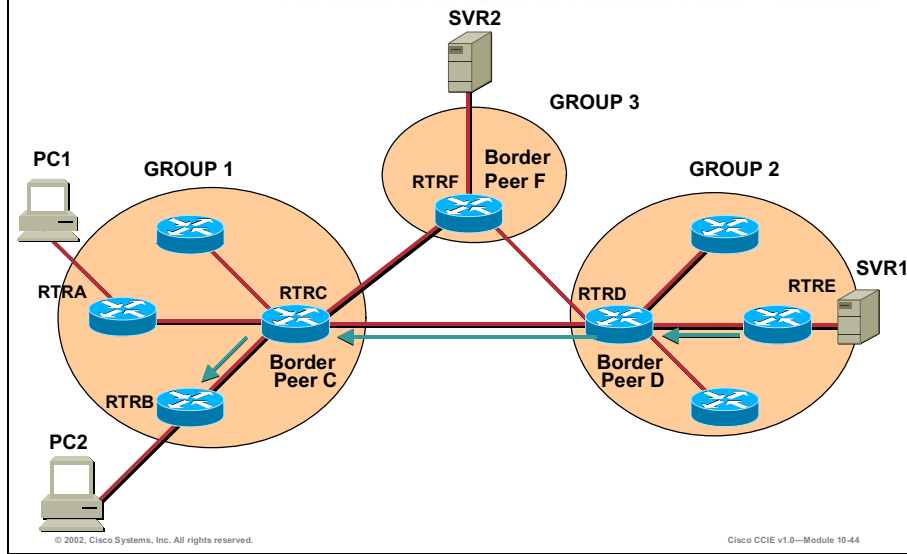 SVR2
GROUP 3
PC1
GROUP 1
Border
Peer F
GROUP 2
RTRF
SVR1
RTRA
RTRC
RTRD
RTRE
Border
Peer C
Border
Peer D
RTRB
PC2
© 2002, Cisco Systems, Inc. All rights reserved.
Cisco CCIE v1.0—Module 10-44